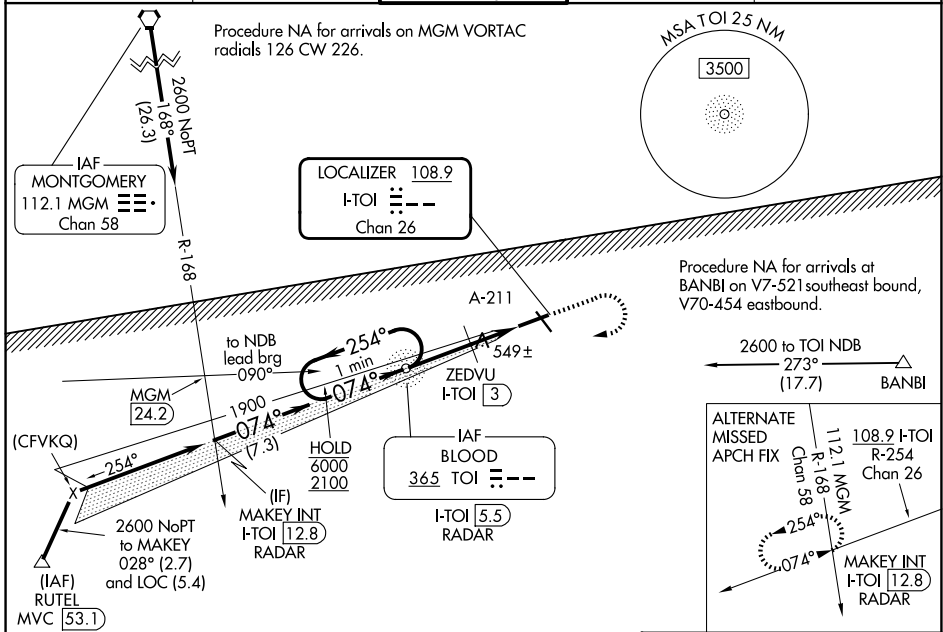 Procedure NA for arrivals on MGM VORTAC
radials 126 CW 226.
MSA TOI 25 NM
3500
2600 NoPT
168°
(26.3)
IAF
MONTGOMERY
112.1 MGM
Chan 58
R-168
LOCALIZER 108.9
I-TOI
Chan 26
A-211
Procedure NA for arrivals at
BANBI on V7-521 southeast bound,
V70-454 eastbound.
to NDB
lead brg
090°
254°
1 min
074°
549±
ZEDVU
I-TOI 3
2600 to TOI NDB
273°
(17.7)
BANBI
MGM
24.2
1900
074°
(7.3)
HOLD
6000
2100
IAF
BLOOD
365 TOI
I-TOI 5.5
RADAR
(CFVKQ)
254°
(IF)
MAKEY INT
I-TOI 12.8
RADAR
2600 NoPT
to MAKEY
028° (2.7)
and LOC (5.4)
(IAF)
RUTEL
MVC 53.1
ALTERNATE
MISSED
APCH FIX
112.1 MGM
R-168
Chan 58
108.9 I-TOI
R-254
Chan 26
254°
074°
MAKEY INT
I-TOI 12.8
RADAR